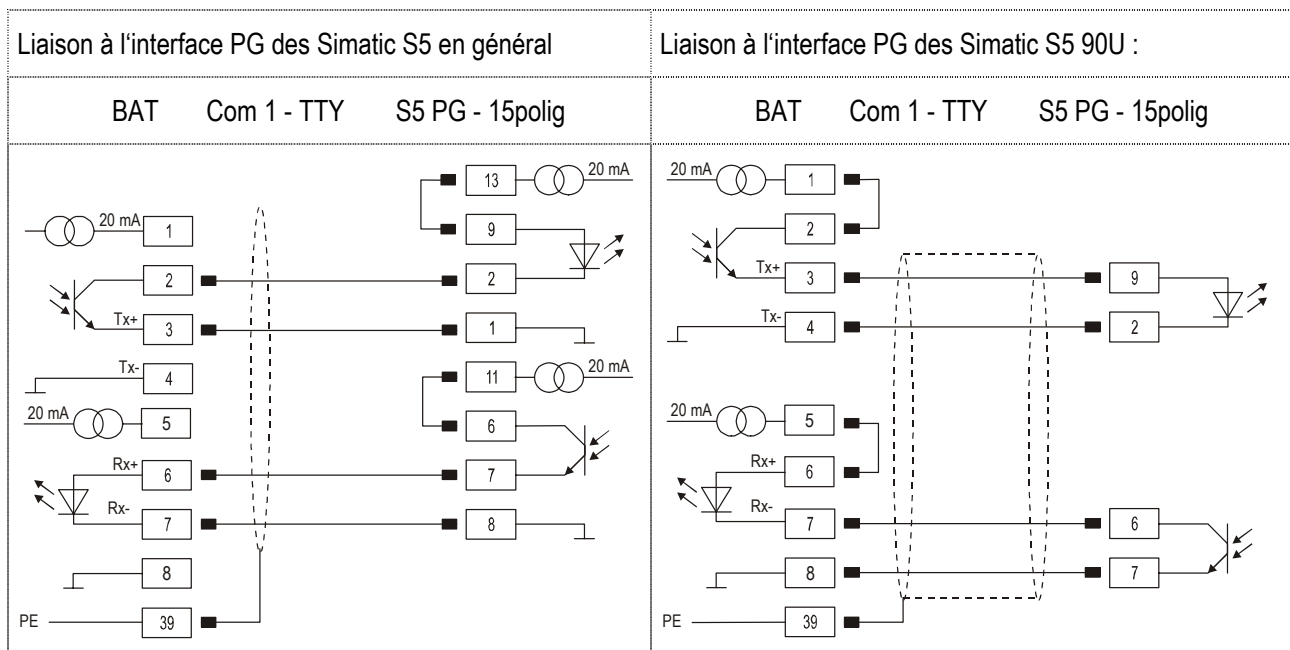 Liaison à l‘interface PG des Simatic S5 en général
BAT Com 1 - TTY S5 PG - 15polig
13 20 mA
9
20 mA 1
2 2
Tx+ 3 1
Tx- 4
11 20 mA
20 mA 5
6
Rx+ 6 7
Rx- 7 8
8
PE 39
Liaison à l‘interface PG des Simatic S5 90U :
BAT Com 1 - TTY S5 PG - 15polig
20 mA 1
2
Tx+ 3 9
Tx- 4 2
20 mA 5
Rx+ 6
Rx- 7 6
8 7
PE 39